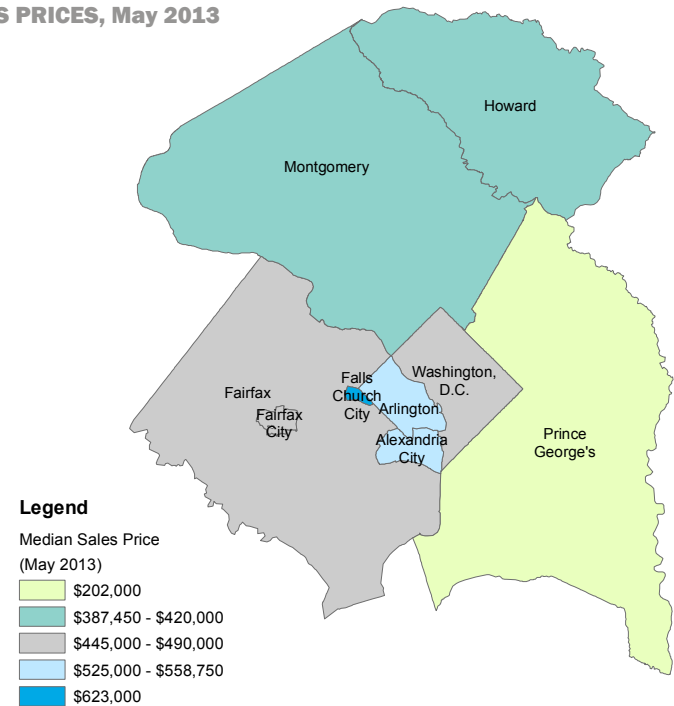 S PRICES, May 2013
Howard
Montgomery
Washington,
D.C.
Falls
Church
City
Fairfax
Fairfax
City
Arlington
Alexandria
City
Prince
George's
Legend
Median Sales Price
(May 2013)
$202,000
$387,450 - $420,000
$445,000 - $490,000
$525,000 - $558,750
$623,000